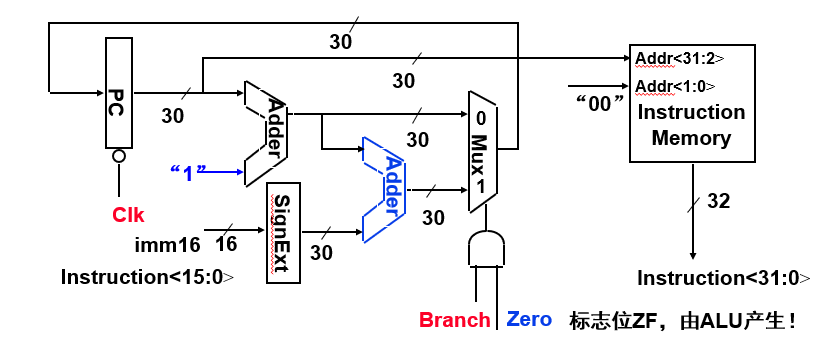 30
30
Addr<31:2>
Addr<1:0>
“00”
Instruction
Memory
PC
30
Adder
30
0
Mux
1
“1”
Adder
30
Clk
SignExt
imm16
16
30
32
Instruction<15:0>
Instruction<31:0>
Branch
Zero
标志位ZF，由ALU产生！